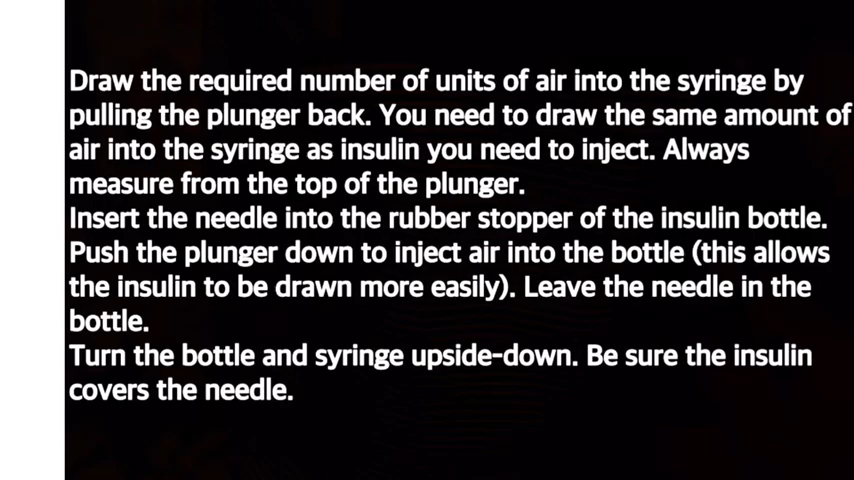 Draw the required number of units of air into the syringe by
pulling the plunger back. You need to draw the same amount of
air into the syringe as insulin you need to inject. Always
measure from the top of the plunger.
Insert the needle into the rubber stopper of the insulin bottle.
Push the plunger down to inject air into the bottle (this allows
the insulin to be drawn more easily). Leave the needle in the
bottle.
Turn the bottle and syringe upside-down. Be sure the insulin
covers the needle.